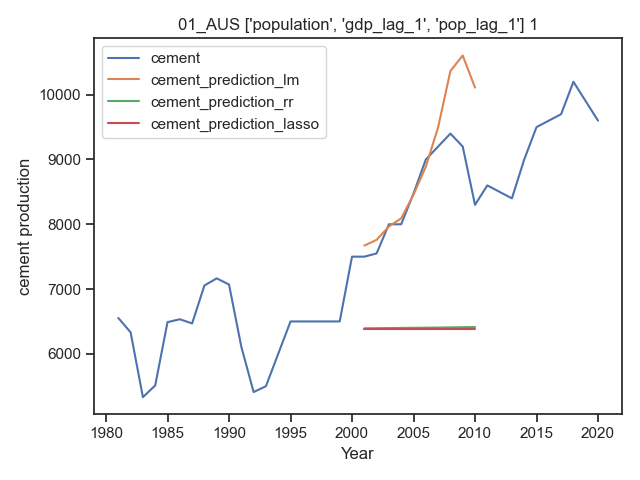 01_AUS ['population', 'gdp_lag_1', 'pop_lag_1'] 1
cement
cement_prediction_lm
cement_prediction_rr
cement_prediction_lasso
cement production
10000
9000
8000
7000
6000
1980
1985
1990
1995
2000
2005
2010
2015
2020
Year